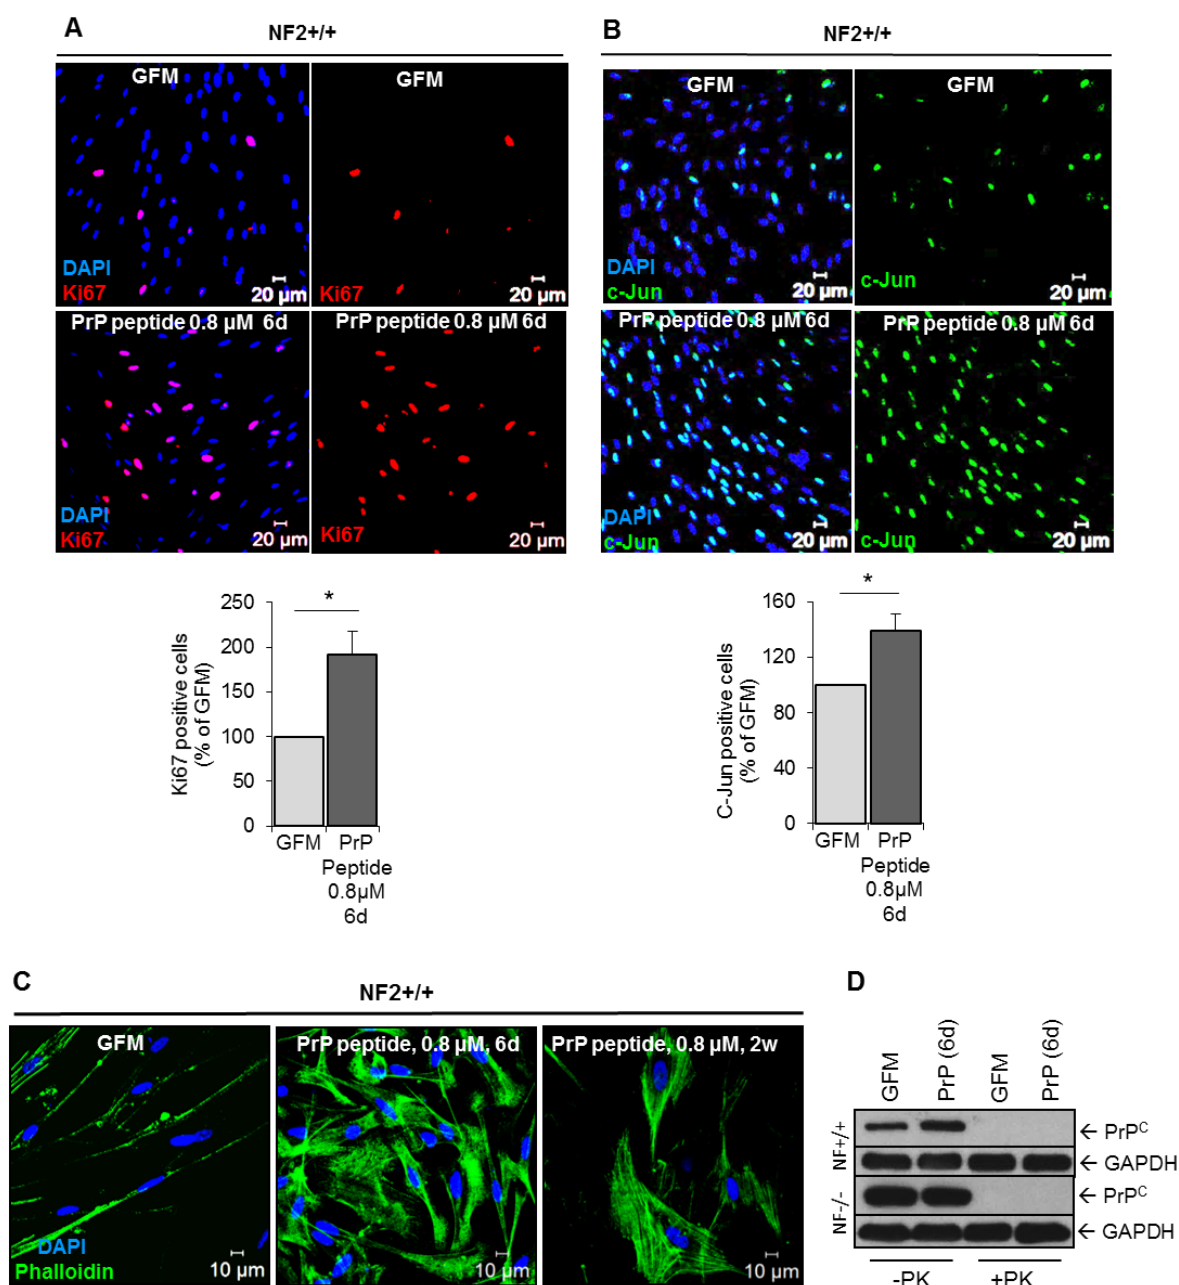 A
NF2+/+
GFM
GFM
DAPI
Ki67
20 µm
Ki67
20 µm
PrP peptide 0.8 µM 6d
PrP peptide 0.8 µM 6d
DAPI
Ki67
20 µm
Ki67
20 µm
Ki67 positive cells
(% of GFM)
250
200
150
100
50
0
*
GFM
PrP
Peptide
0.8µM
6d
B
NF2+/+
GFM
GFM
DAPI
c-Jun
20 µm
c-Jun
20 µm
PrP peptide 0.8 µM 6d
PrP peptide 0.8 µM 6d
DAPI
c-Jun
20 µm
c-Jun
20 µm
C-Jun positive cells
(% of GFM)
160
120
80
40
0
*
GFM
PrP
Peptide
0.8µM
6d
C
NF2+/+
GFM
DAPI
Phalloidin
10 µm
PrP peptide, 0.8 µM, 6d
10 µm
PrP peptide, 0.8 µM, 2w
10 µm
D
GFM
PrP (6d)
GFM
PrP (6d)
NF+/+
← PrPᶜ
← GAPDH
NF-/-
← PrPᶜ
← GAPDH
-PK
+PK